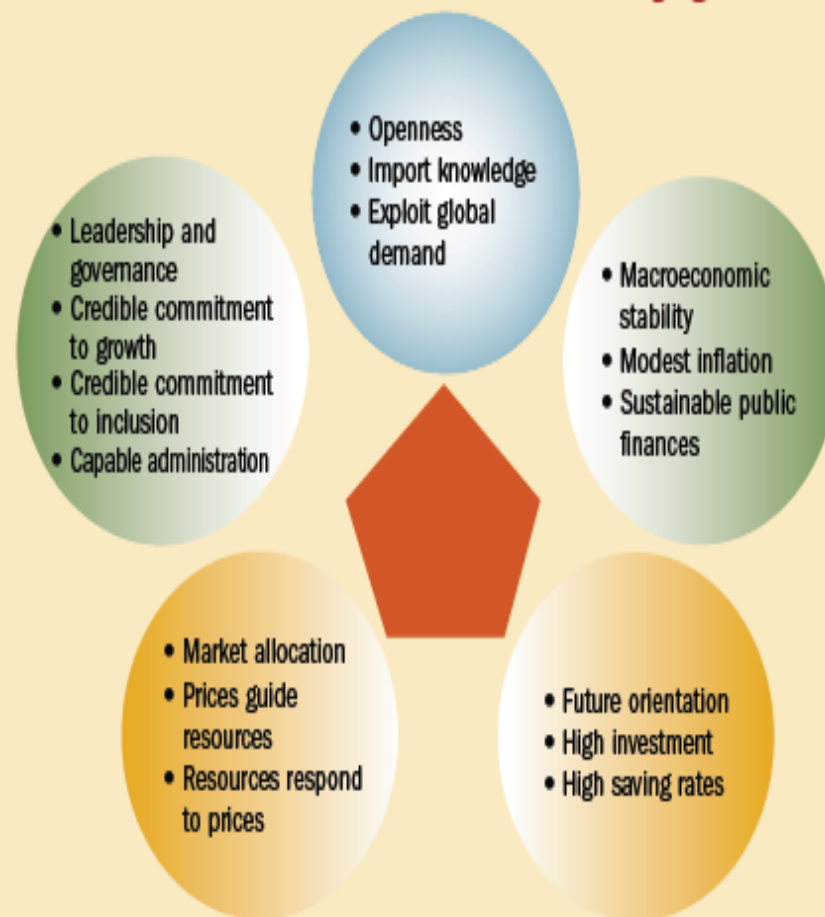 • Openness
• Import knowledge
• Exploit global
demand
• Leadership and
governance
• Credible commitment
to growth
• Credible commitment
to inclusion
• Capable administration
• Macroeconomic
stability
• Modest inflation
• Sustainable public
finances
• Market allocation
• Prices guide
resources
• Resources respond
to prices
• Future orientation
• High investment
• High saving rates